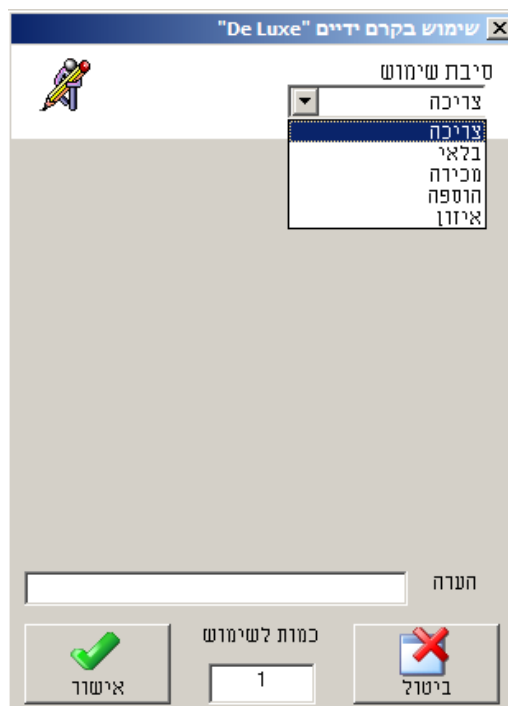 שימוש בקרם ידיים "De Luxe"
סיבת שימוש
צריכה
צריכה
בלאי
מכירה
הוספה
איזון
הערה
כמות לשימוש
1
ביטול
אישור